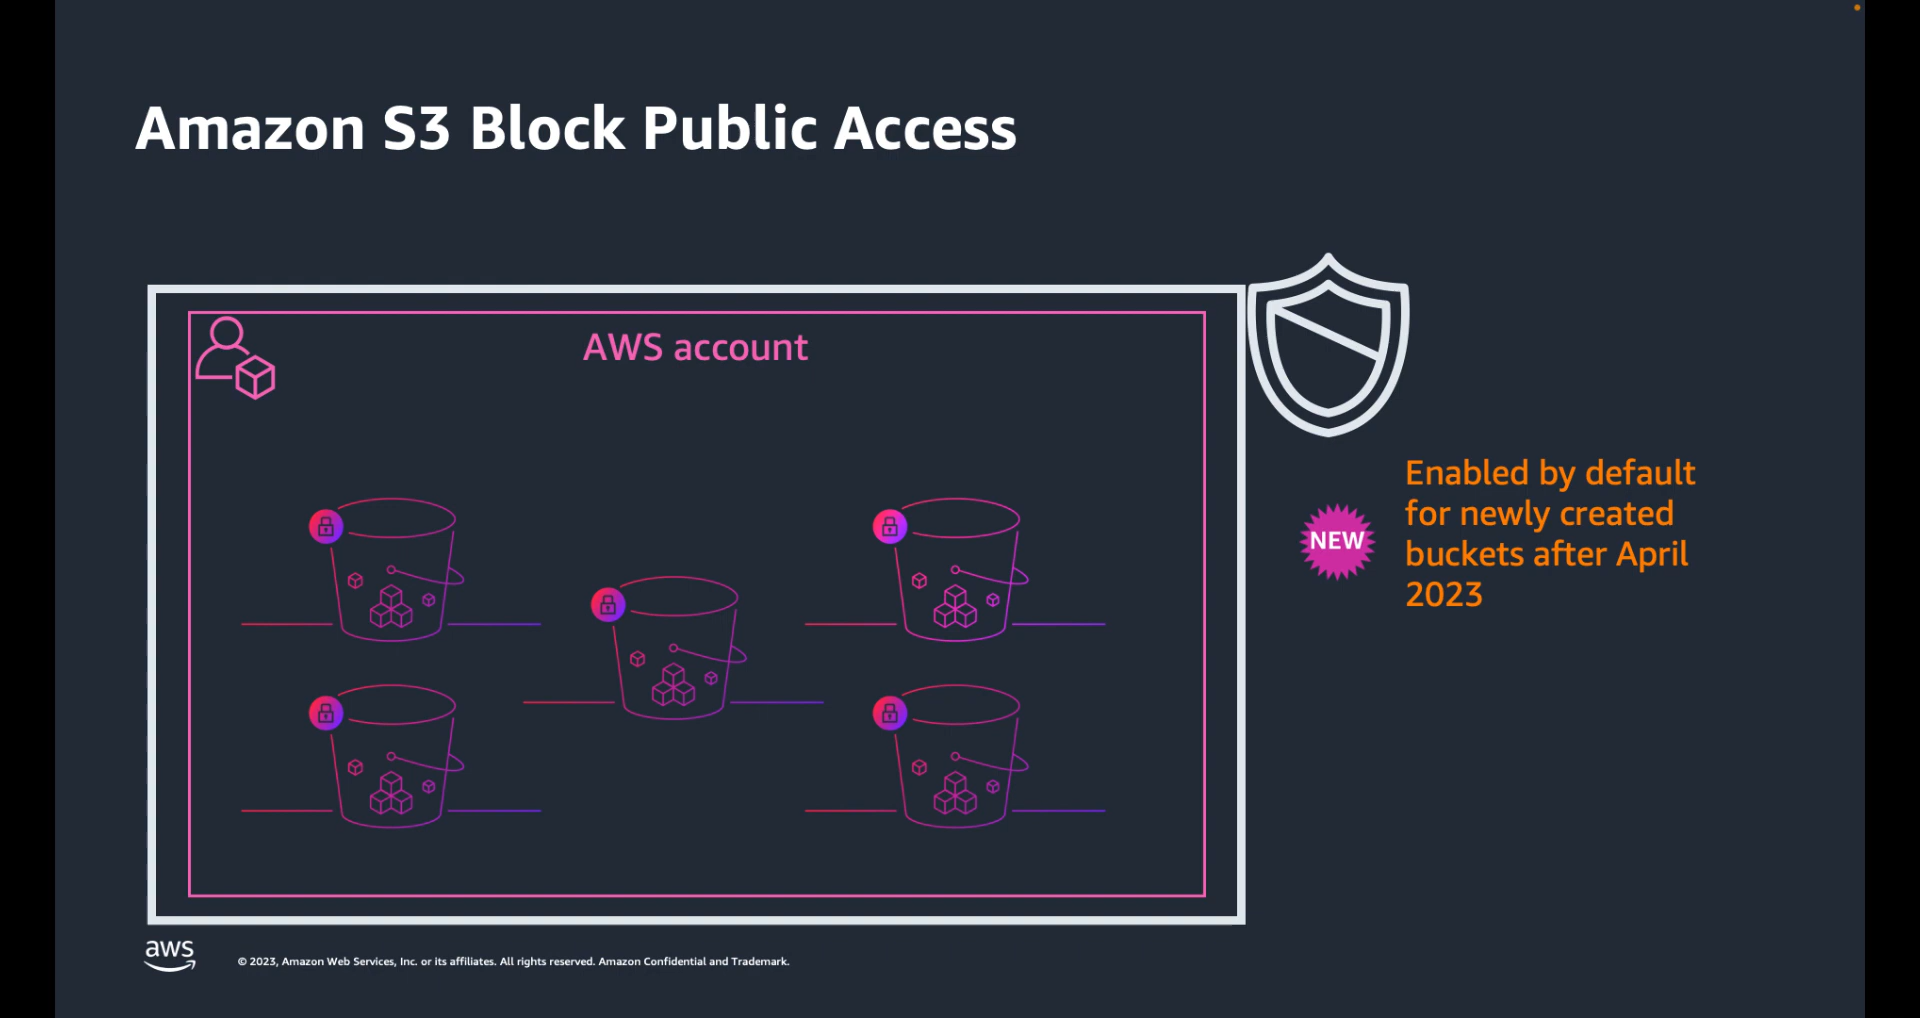 Amazon S3 Block Public Access
AWS account
NEW
Enabled by default
for newly created
buckets after April
2023
aws
© 2023, Amazon Web Services, Inc. or its affiliates. All rights reserved. Amazon Confidential and Trademark.